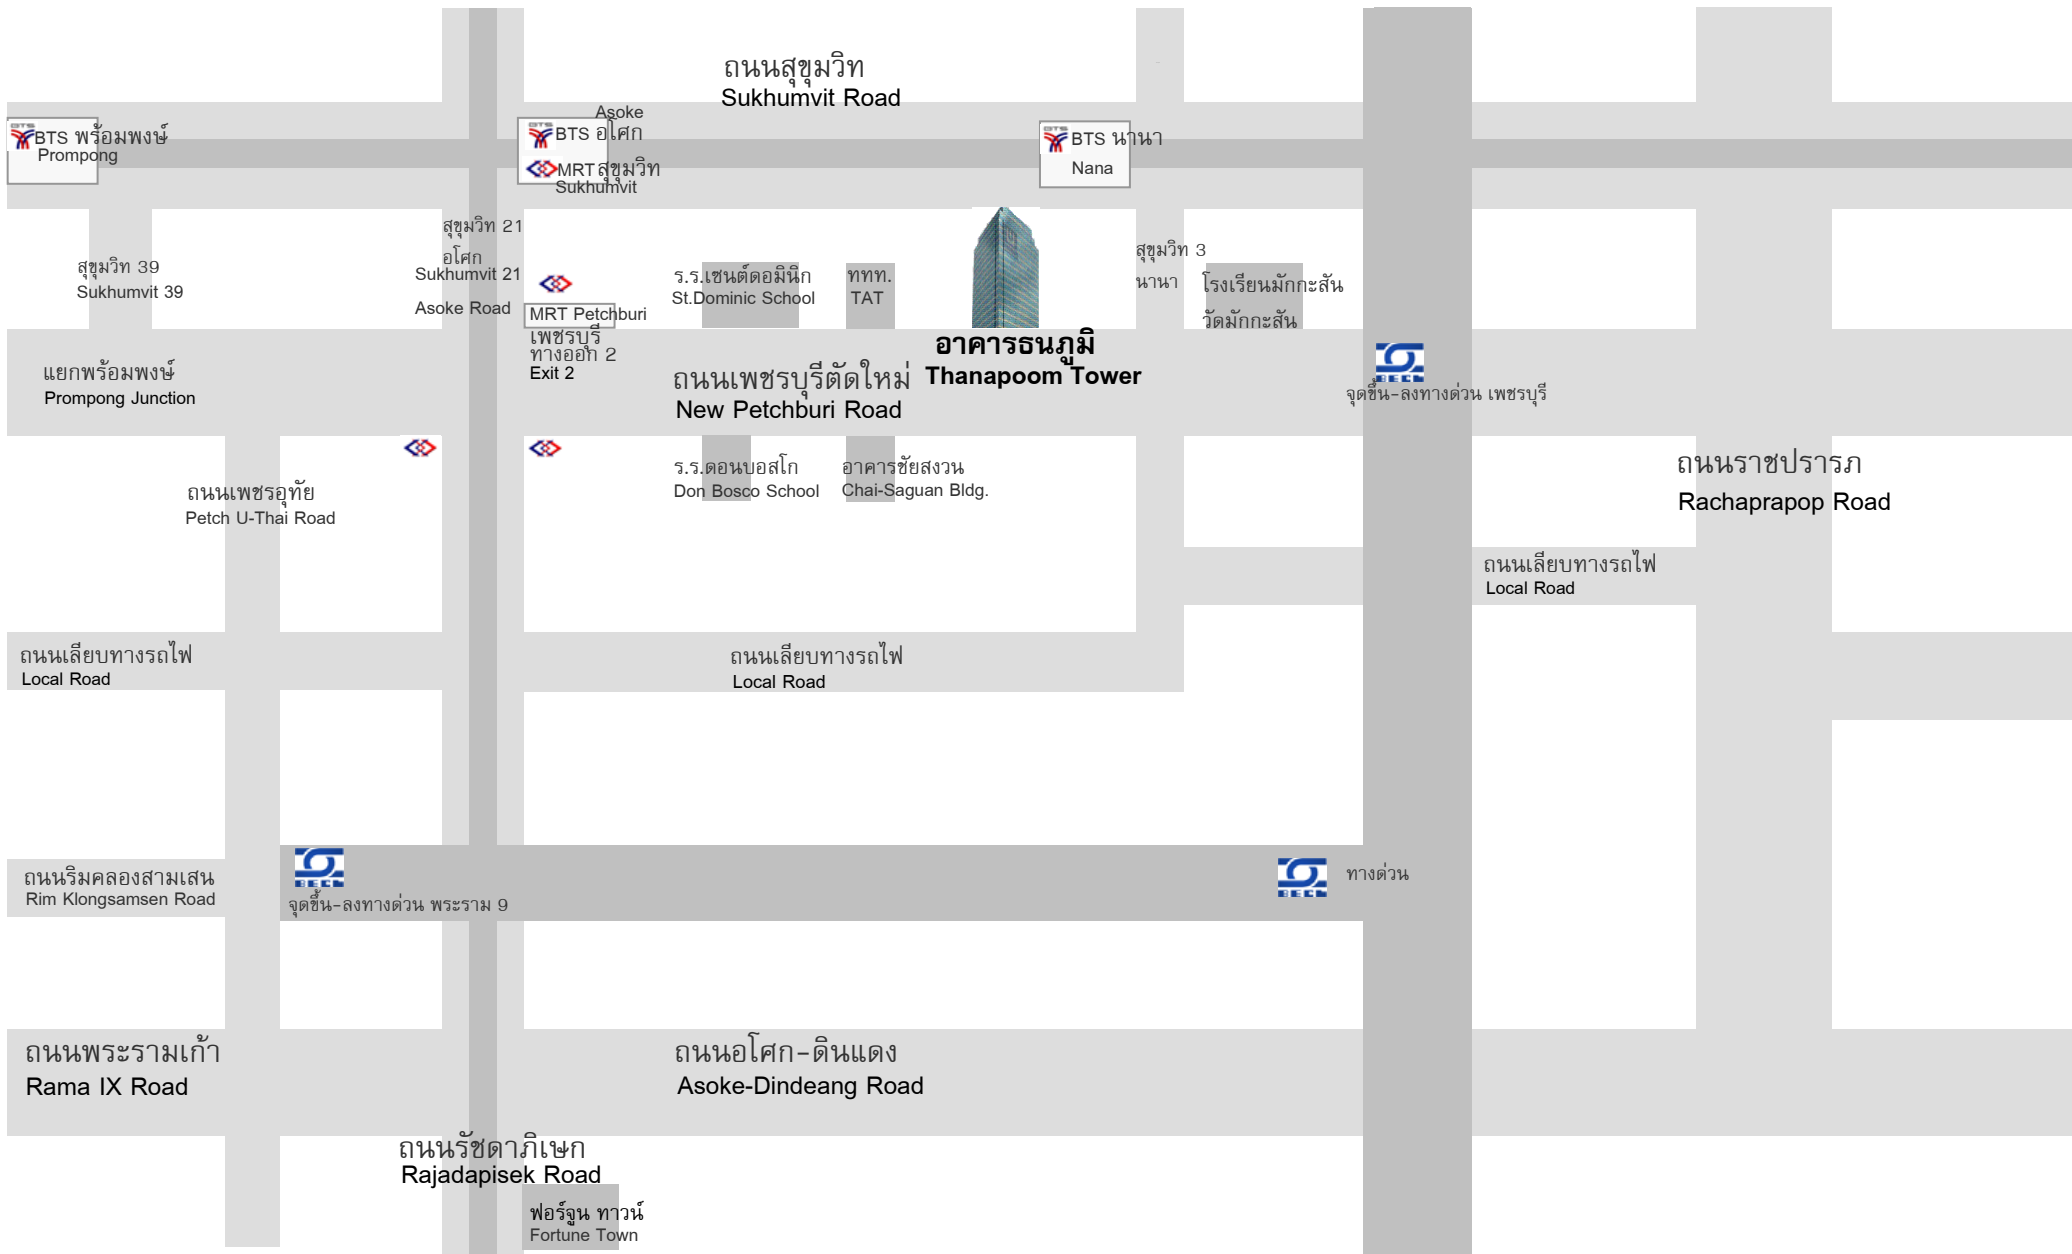 ถนนสุขุมวิท
Sukhumvit Road
BTS พร้อมพงษ์
Prompong
Asoke
BTS อโศก
MRT สุขุมวิท
Sukhumvit
BTS นานา
Nana
สุขุมวิท 39
Sukhumvit 39
สุขุมวิท 21
อโศก
Sukhumvit 21
Asoke Road
MRT Petchburi
เพชรบุรี
ทางออก 2
Exit 2
ร.ร.เซนต์ดอมินิก
St.Dominic School
ททท.
TAT
อาคารธนภูมิ
Thanapoom Tower
สุขุมวิท 3
นานา
โรงเรียนมักกะสัน
วัดมักกะสัน
แยกพร้อมพงษ์
Prompong Junction
ถนนเพชรบุรีตัดใหม่
New Petchburi Road
BECL
จุดขึ้น-ลงทางด่วน เพชรบุรี
ถนนเพชรอุทัย
Petch U-Thai Road
ร.ร.ดอนบอสโก
Don Bosco School
อาคารชัยสงวน
Chai-Saguan Bldg.
ถนนราชปรารภ
Rachaprapop Road
ถนนเลียบทางรถไฟ
Local Road
ถนนเลียบทางรถไฟ
Local Road
ถนนเลียบทางรถไฟ
Local Road
ถนนริมคลองสามเสน
Rim Klongsamsen Road
BECL
จุดขึ้น-ลงทางด่วน พระราม 9
BECL
ทางด่วน
ถนนพระรามเก้า
Rama IX Road
ถนนอโศก-ดินแดง
Asoke-Dindeang Road
ถนนรัชดาภิเษก
Rajadapisek Road
ฟอร์จูน ทาวน์
Fortune Town